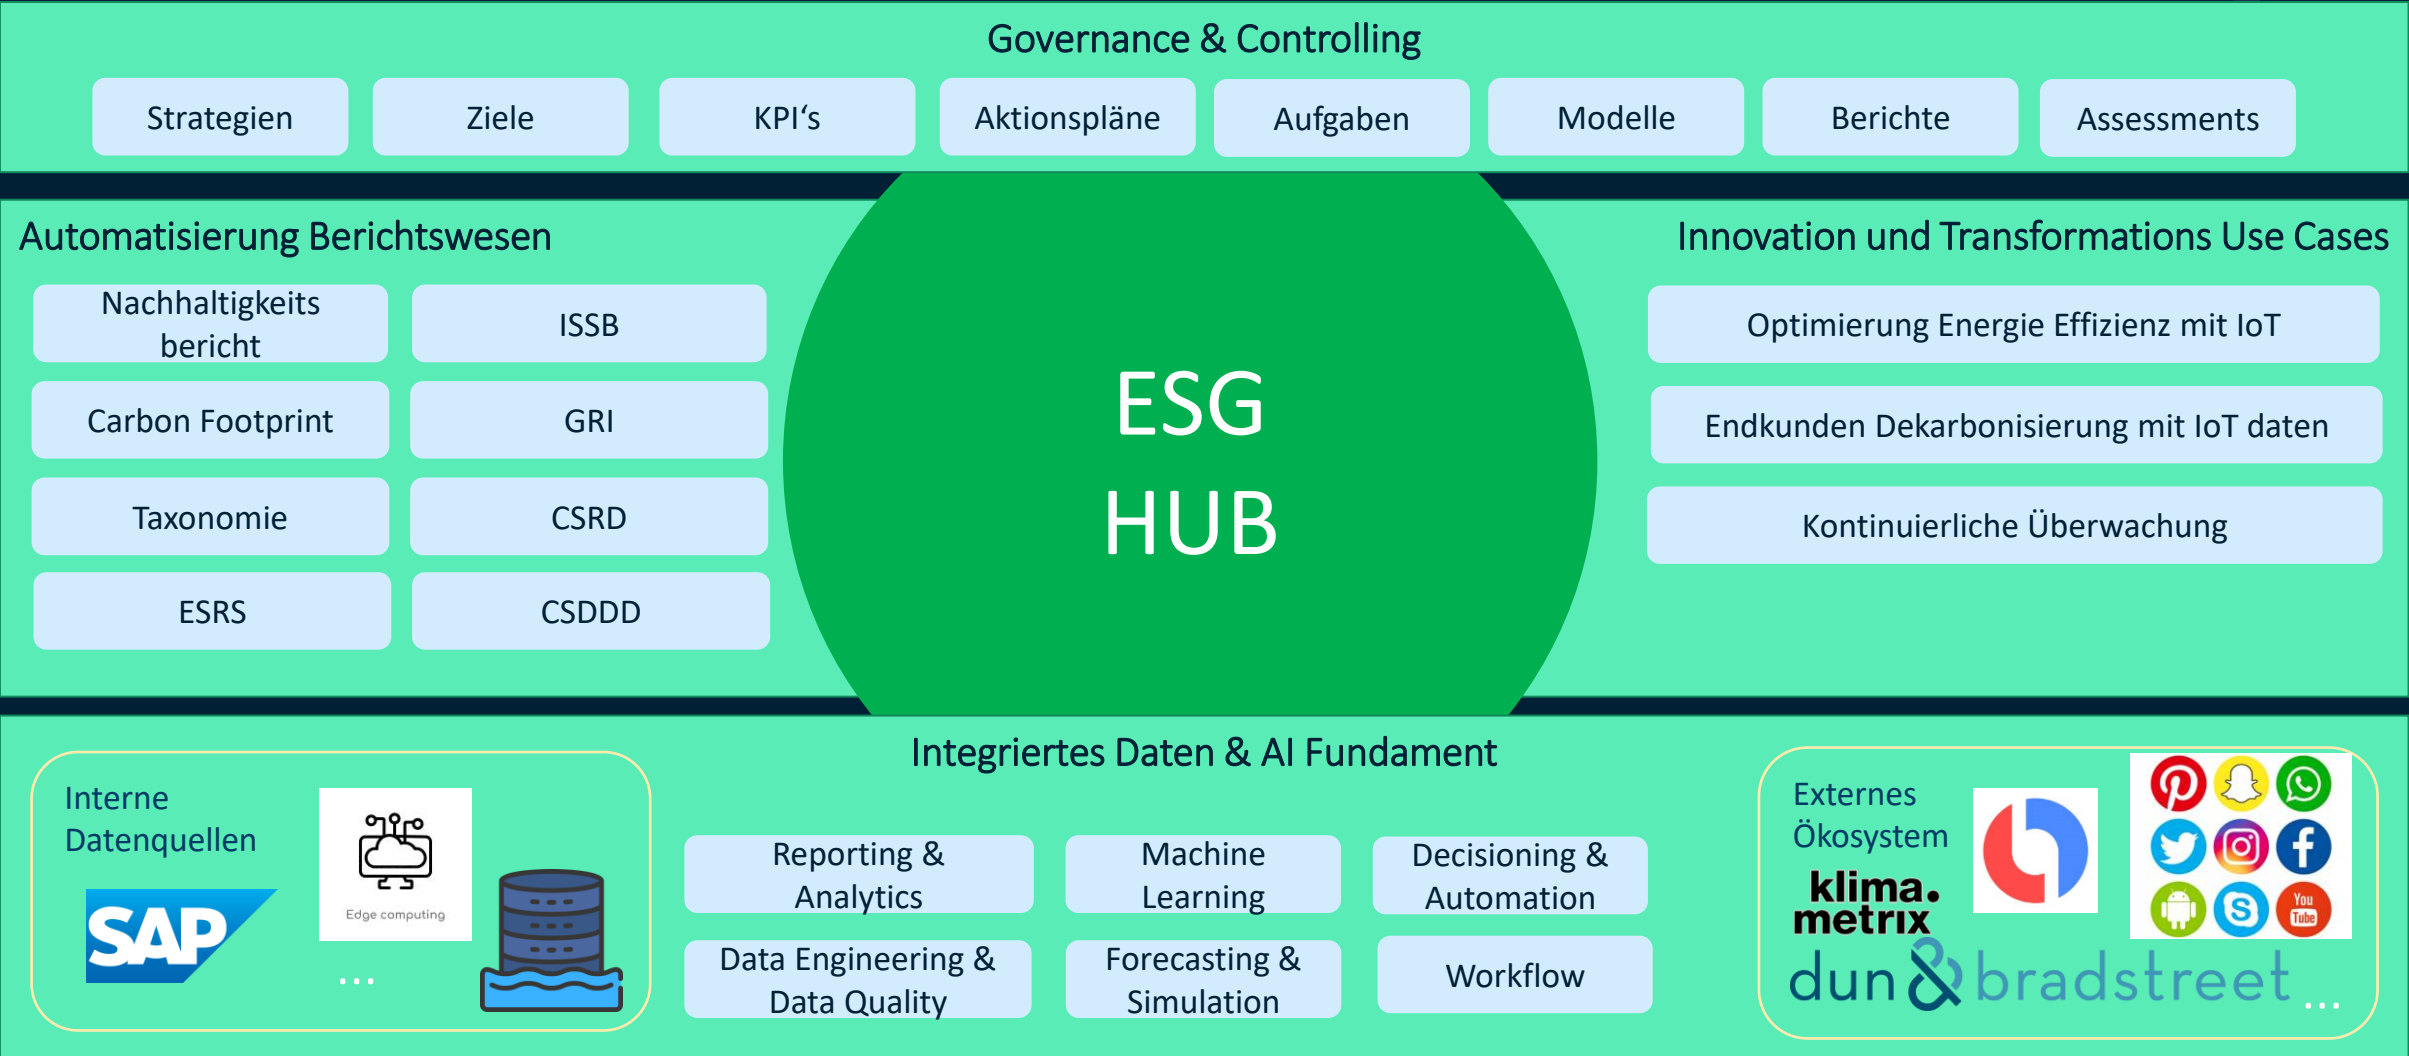 Governance & Controlling
Strategien
Ziele
KPI‘s
Aktionspläne
Aufgaben
Modelle
Berichte
Assessments
Automatisierung Berichtswesen
Nachhaltigkeits
bericht
ISSB
Carbon Footprint
GRI
Taxonomie
CSRD
ESRS
CSDDD
ESG
HUB
Innovation und Transformations Use Cases
Optimierung Energie Effizienz mit IoT
Endkunden Dekarbonisierung mit IoT daten
Kontinuierliche Überwachung
Integriertes Daten & AI Fundament
Interne
Datenquellen
SAP
Edge computing
...
Reporting &
Analytics
Machine
Learning
Decisioning &
Automation
Data Engineering &
Data Quality
Forecasting &
Simulation
Workflow
Externes
Ökosystem
klima.
metrix
You
Tube
dun & bradstreet
...